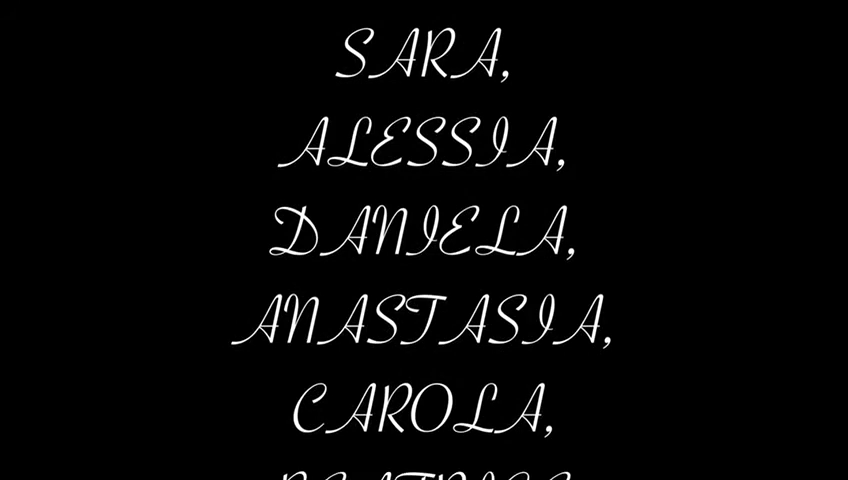 SARA,
ALESSIA,
DANIELA,
ANASTASIA,
CAROLA,